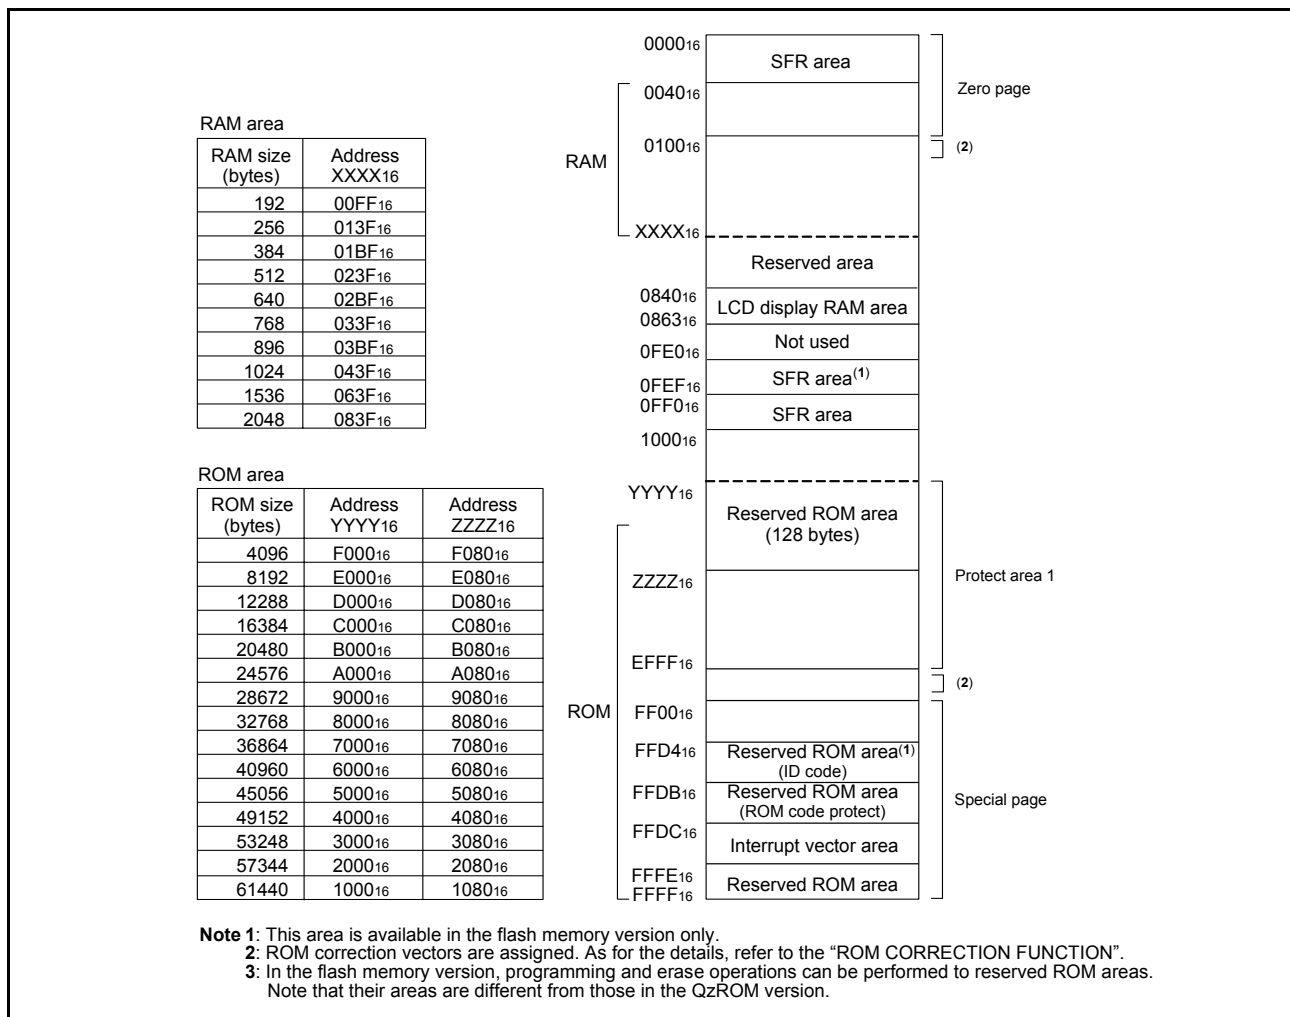 RAM area
RAM size (bytes) Address XXXX16
192 00FF16
256 013F16
384 01BF16
512 023F16
640 02BF16
768 033F16
896 03BF16
1024 043F16
1536 063F16
2048 083F16
ROM area
ROM size (bytes) Address YYYY16 Address ZZZZ16
4096 F00016 F08016
8192 E00016 E08016
12288 D00016 D08016
16384 C00016 C08016
20480 B00016 B08016
24576 A00016 A08016
28672 900016 908016
32768 800016 808016
36864 700016 708016
40960 600016 608016
45056 500016 508016
49152 400016 408016
53248 300016 308016
57344 200016 208016
61440 100016 108016
000016
SFR area
Zero page
004016
RAM
010016
(2)
XXXX16
Reserved area
084016
LCD display RAM area
086316
Not used
0FE016
SFR area(1)
0FEF16
0FF016
SFR area
100016
YYYY16
Reserved ROM area
(128 bytes)
ZZZZ16
Protect area 1
EFFF16
(2)
ROM
FF0016
FFD416
Reserved ROM area(1)
(ID code)
FFDB16
Reserved ROM area
(ROM code protect)
Special page
FFDC16
Interrupt vector area
FFFE16
Reserved ROM area
FFFF16
Note 1: This area is available in the flash memory version only.
2: ROM correction vectors are assigned. As for the details, refer to the “ROM CORRECTION FUNCTION”.
3: In the flash memory version, programming and erase operations can be performed to reserved ROM areas.
Note that their areas are different from those in the QzROM version.